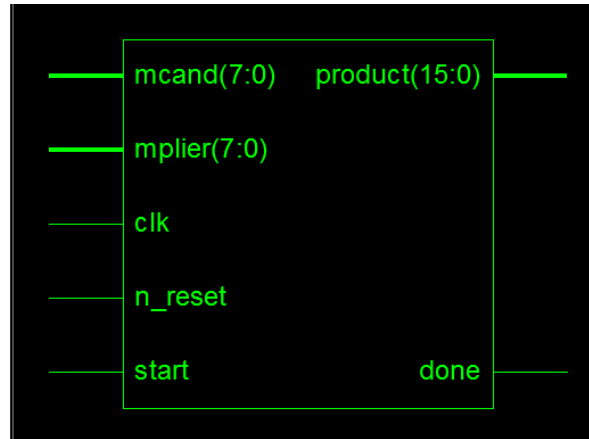 mcand(7:0) product(15:0)
mplier(7:0)
clk
n_reset
start done